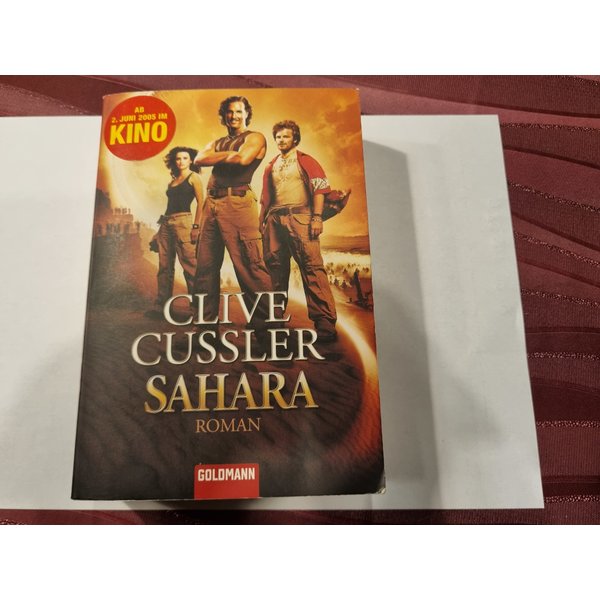 AB
2. JUNI 2005 IM
KINO
CLIVE
CUSSLER
SAHARA
ROMAN
GOLDMANN